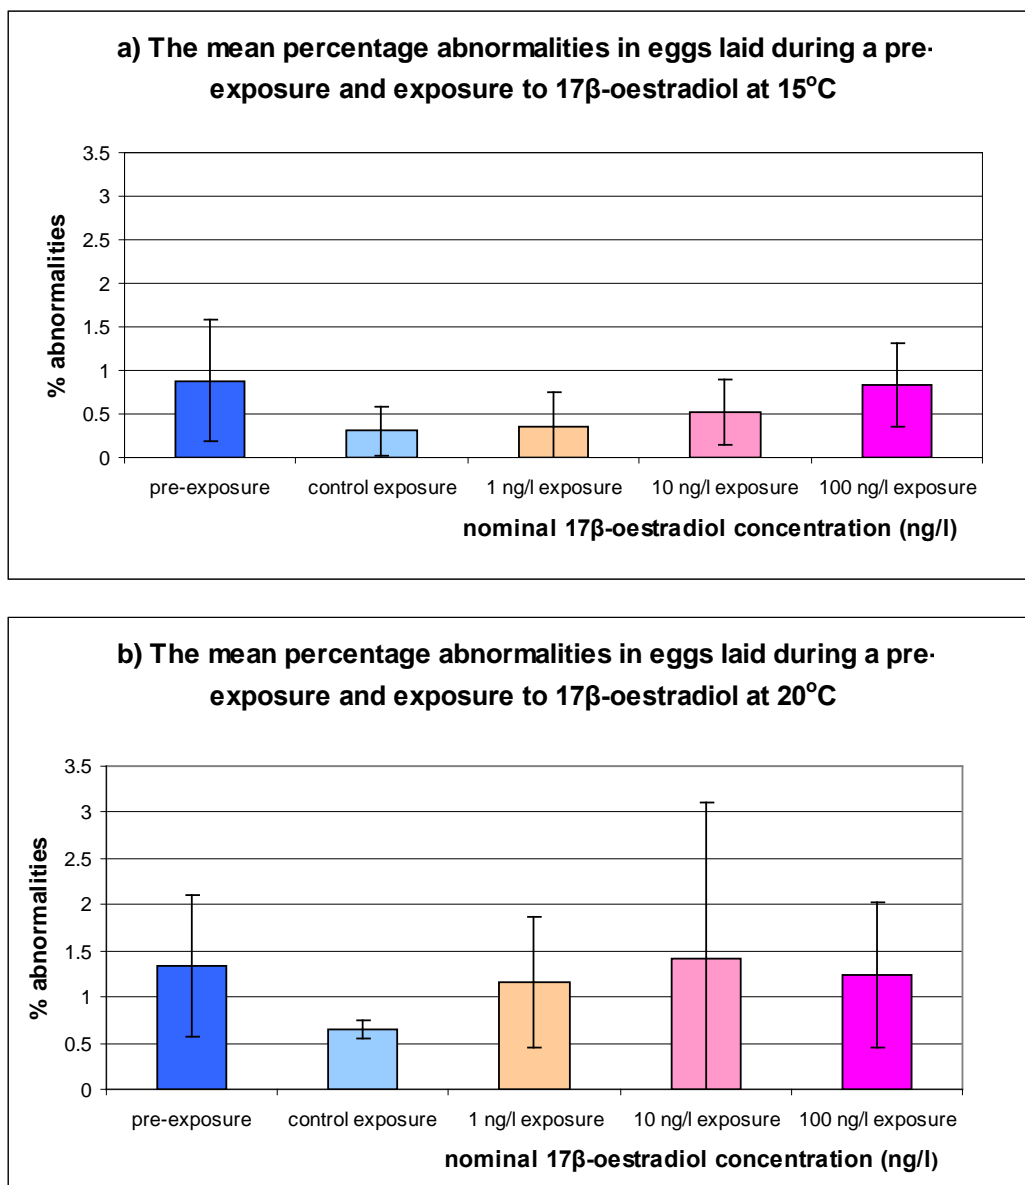 a) The mean percentage abnormalities in eggs laid during a pre-
exposure and exposure to 17β-oestradiol at 15°C
% abnormalities
3.5
3
2.5
2
1.5
1
0.5
0
pre-exposure control exposure 1 ng/l exposure 10 ng/l exposure 100 ng/l exposure
nominal 17β-oestradiol concentration (ng/l)
b) The mean percentage abnormalities in eggs laid during a pre-
exposure and exposure to 17β-oestradiol at 20°C
% abnormalities
3.5
3
2.5
2
1.5
1
0.5
0
pre-exposure control exposure 1 ng/l exposure 10 ng/l exposure 100 ng/l exposure
nominal 17β-oestradiol concentration (ng/l)